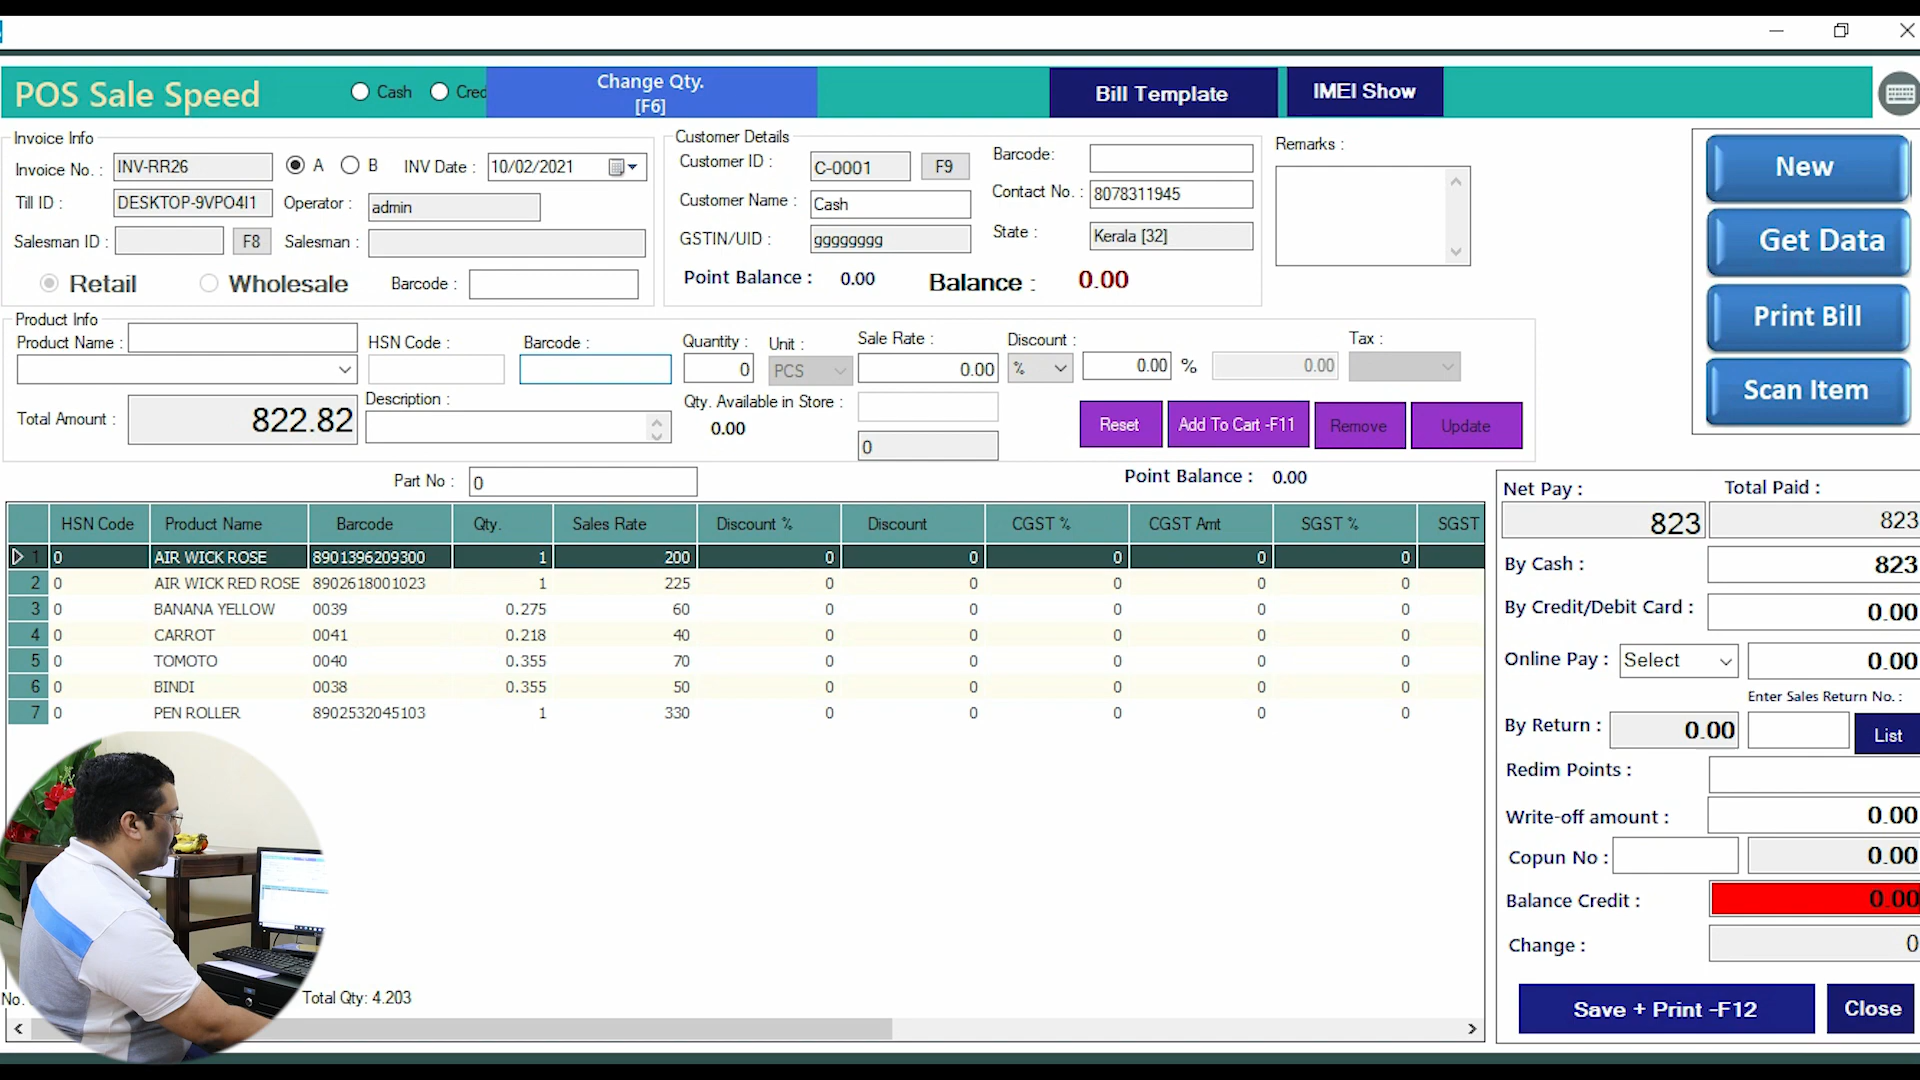 POS Sale Speed
Cash
Cred
Change Qty.
[F6]
Bill Template
IMEI Show
Invoice Info
Invoice No. : INV-RR26 A B INV Date : 10/02/2021
Till ID : DESKTOP-9VPO4I1 Operator : admin
Salesman ID : F8 Salesman :
Retail Wholesale Barcode :
Customer Details
Customer ID : C-0001 F9 Barcode:
Customer Name : Cash Contact No. : 8078311945
GSTIN/UID : gggggggg State : Kerala [32]
Point Balance : 0.00 Balance : 0.00
Remarks :
New
Get Data
Print Bill
Scan Item
Product Info
Product Name : HSN Code : Barcode : Quantity : Unit : Sale Rate : Discount : Tax :
0 PCS 0.00 % 0.00 % 0.00
Total Amount : 822.82 Description : Qty. Available in Store :
0.00
0
Reset Add To Cart -F11 Remove Update
Part No : 0 Point Balance : 0.00
HSN Code Product Name Barcode Qty. Sales Rate Discount % Discount CGST % CGST Amt SGST % SGST
1 0 AIR WICK ROSE 8901396209300 1 200 0 0 0 0 0
2 0 AIR WICK RED ROSE 8902618001023 1 225 0 0 0 0 0
3 0 BANANA YELLOW 0039 0.275 60 0 0 0 0 0
4 0 CARROT 0041 0.218 40 0 0 0 0 0
5 0 TOMOTO 0040 0.355 70 0 0 0 0 0
6 0 BINDI 0038 0.355 50 0 0 0 0 0
7 0 PEN ROLLER 8902532045103 1 330 0 0 0 0 0
No. Total Qty: 4.203
Net Pay : Total Paid :
823 823
By Cash : 823
By Credit/Debit Card : 0.00
Online Pay : Select 0.00
Enter Sales Return No. :
By Return : 0.00 List
Redim Points :
Write-off amount : 0.00
Copun No : 0.00
Balance Credit : 0.00
Change : 0
Save + Print -F12 Close